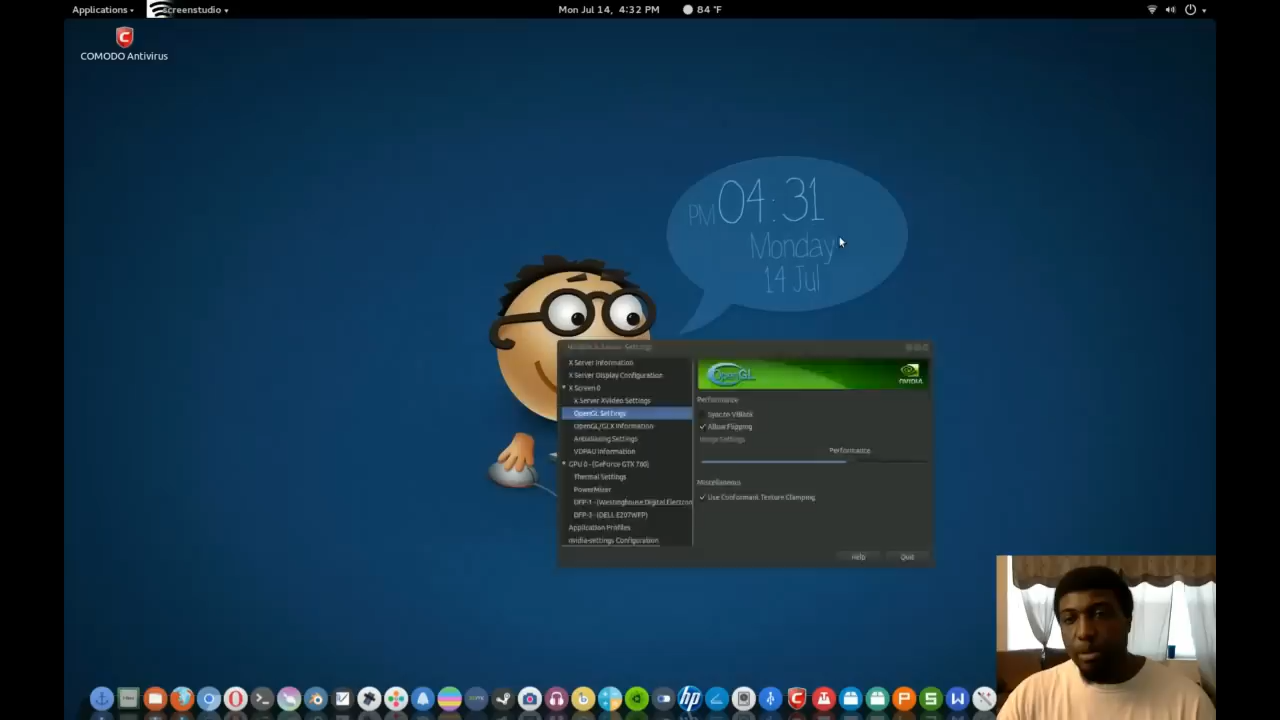 Applications
screenstudio
Mon Jul 14, 4:32 PM
84 °F
COMODO Antivirus
PM 04:31
Monday
14 Jul
X Server Information
X Server Display Configuration
X Screen 0
X Server XVideo Settings
OpenGL Settings
OpenGL/GLX Information
Antialiasing Settings
VDPAU Information
GPU 0 - (GeForce GTX 760)
Thermal Settings
PowerMizer
DFP-1 - (Westinghouse Digital Electron
DFP-3 - (DELL E207WFP)
Application Profiles
nvidia-settings Configuration
OpenGL
NVIDIA
Performance
Sync to VBlank
Allow Flipping
Image Settings
Performance
Miscellaneous
Use Conformant Texture Clamping
Help
Quit
hp